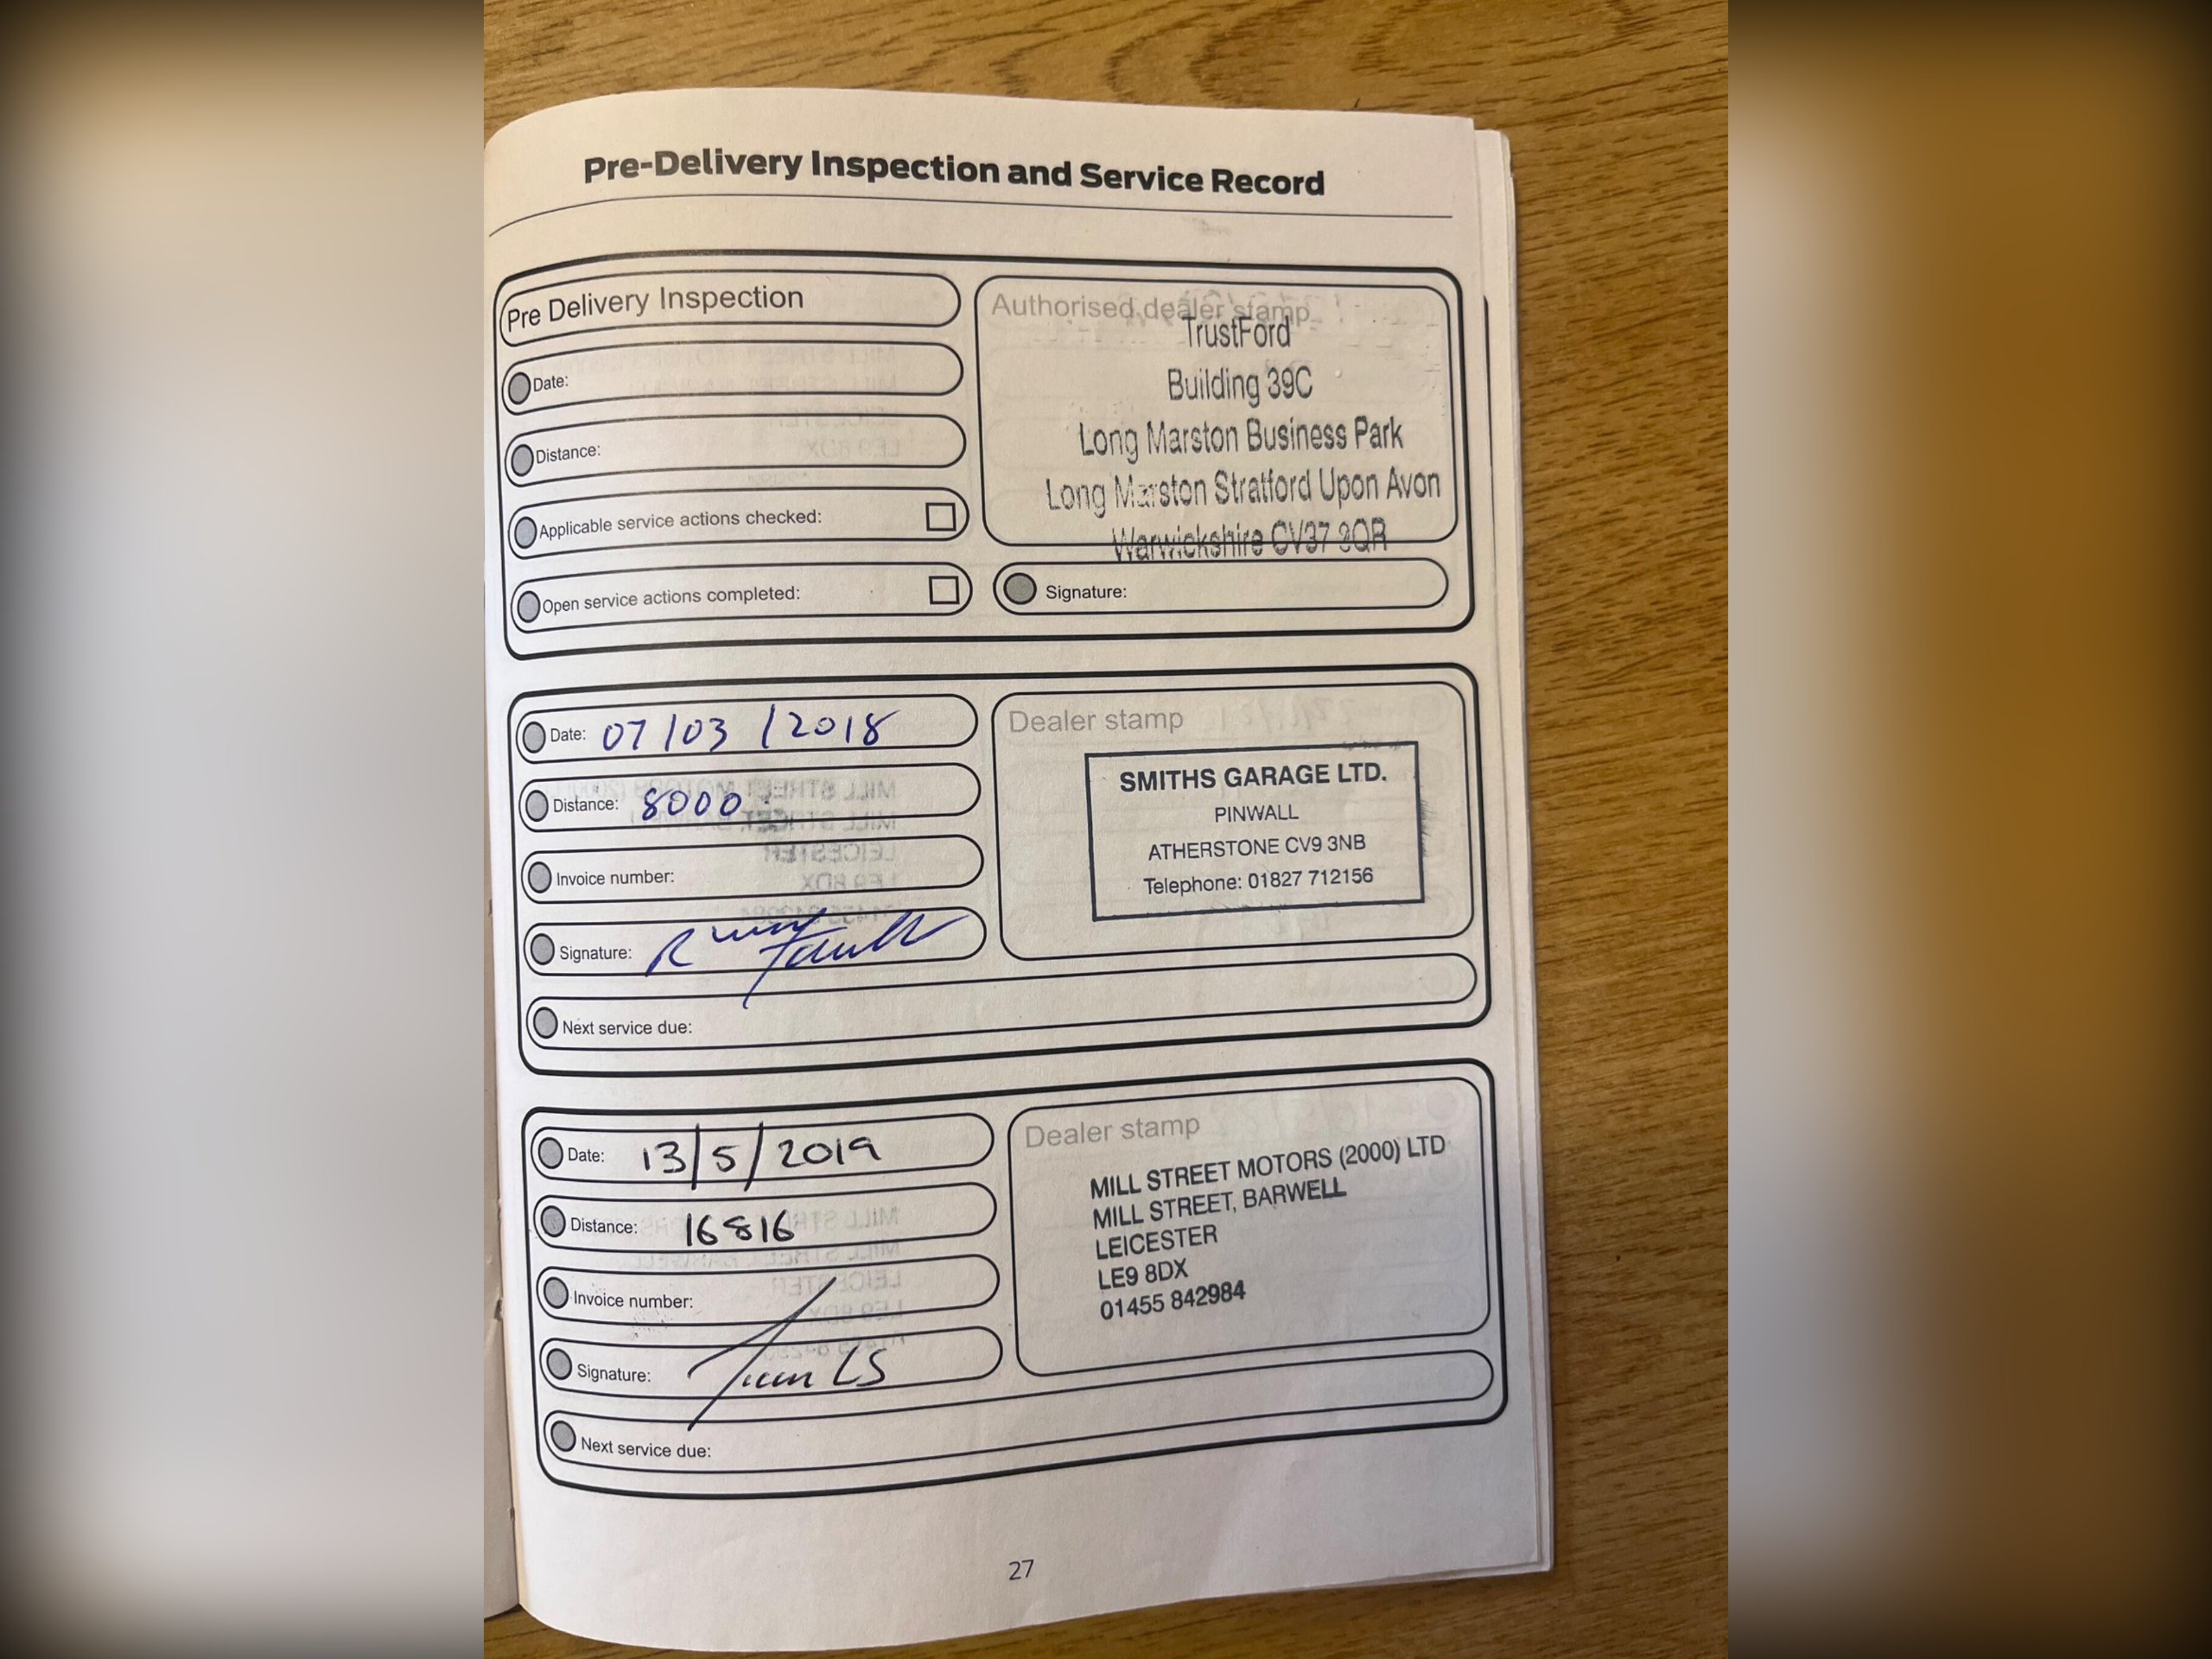 Pre-Delivery Inspection and Service Record
Pre Delivery Inspection
Date:
Distance:
Applicable service actions checked:
Open service actions completed:
Authorised dealer stamp
TrustFord
Building 39C
Long Marston Business Park
Long Marston Stratford Upon Avon
Warwickshire CV37 8QR
Signature:
Date: 07/03/2018
Distance: 8000
Invoice number:
Signature:
Next service due:
Dealer stamp
SMITHS GARAGE LTD.
PINWALL
ATHERSTONE CV9 3NB
Telephone: 01827 712156
Date: 13/5/2019
Distance: 16816
Invoice number:
Signature:
Next service due:
Dealer stamp
MILL STREET MOTORS (2000) LTD
MILL STREET, BARWELL
LEICESTER
LE9 8DX
01455 842984
27